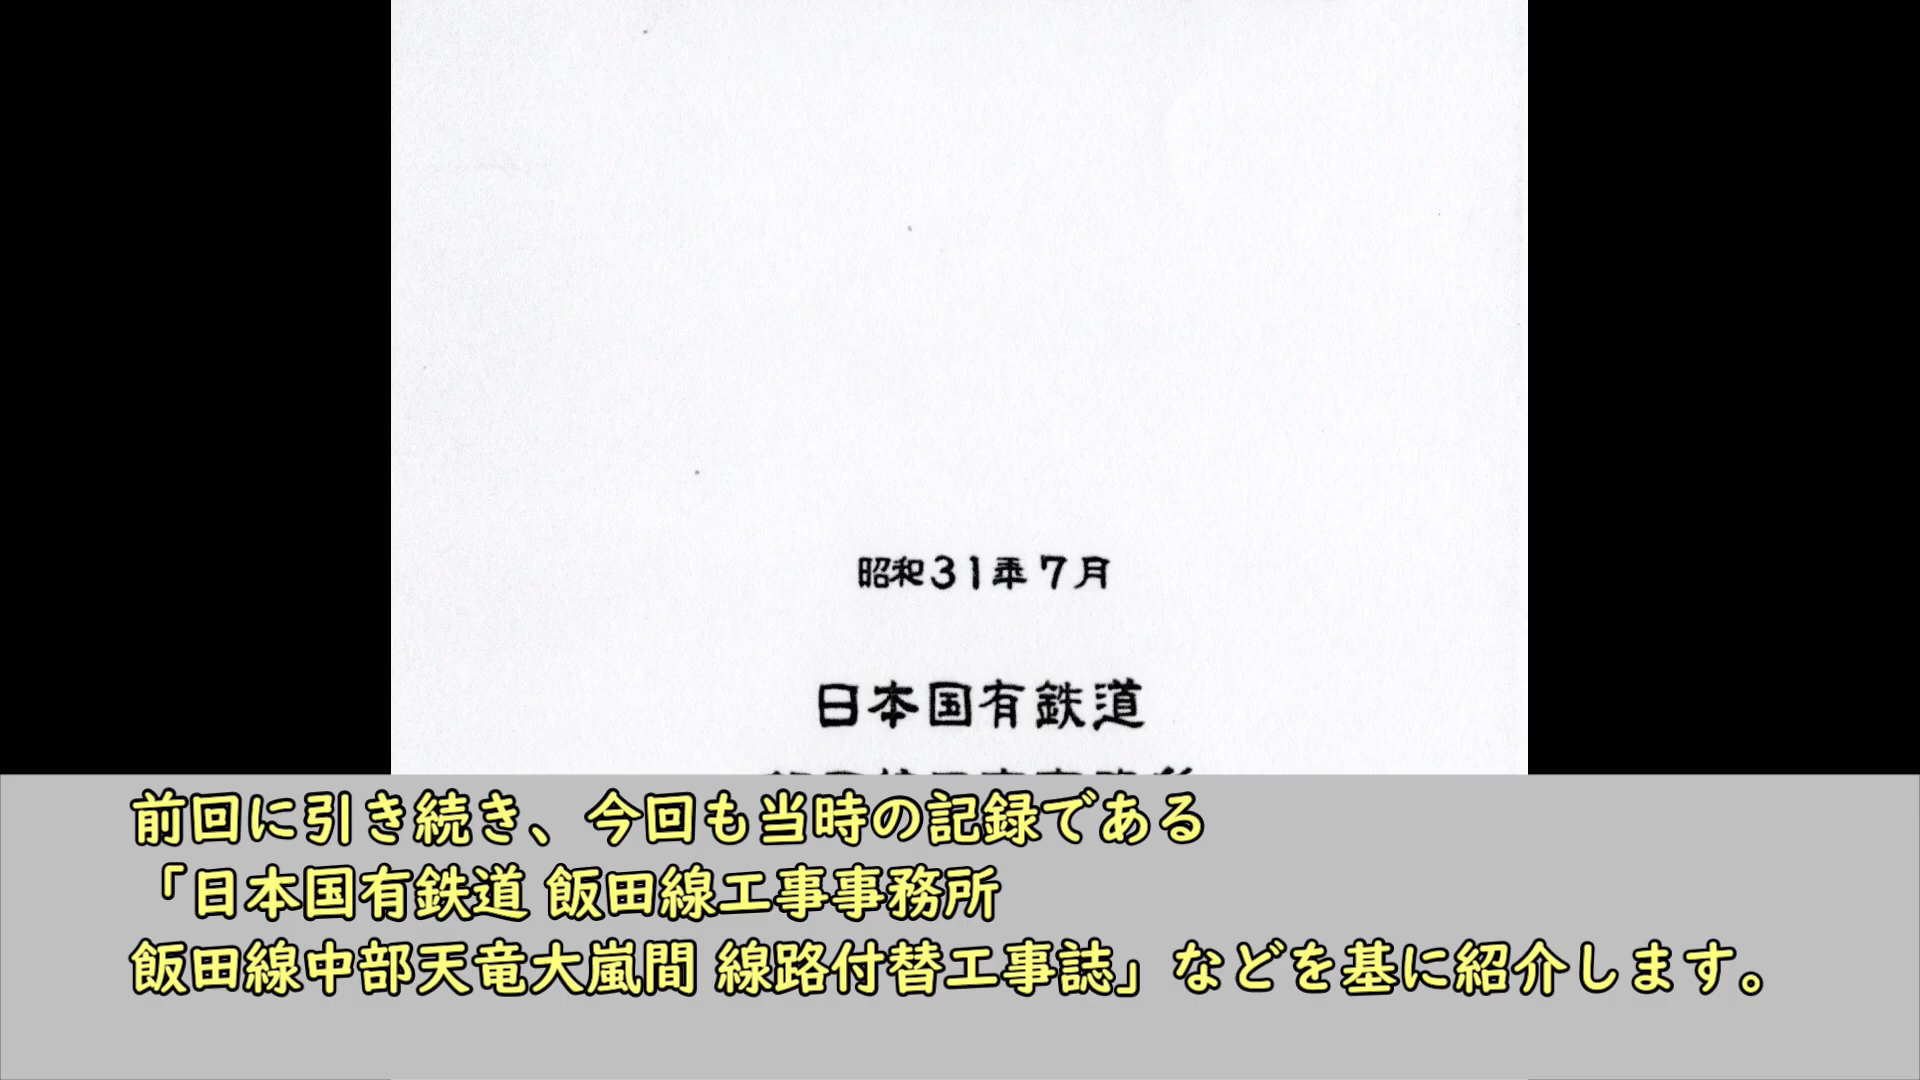 昭和31年7月
日本国有鉄道
前回に引き続き、今回も当時の記録である
「日本国有鉄道 飯田線工事事務所
飯田線中部天竜大嵐間 線路付替工事誌」などを基に紹介します。